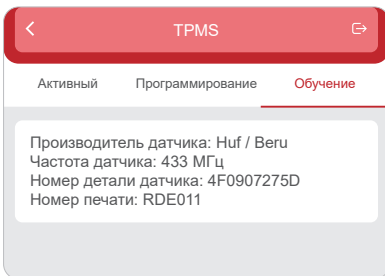 TPMS
Активный Программирование Обучение
Производитель датчика: Huf / Beru
Частота датчика: 433 МГц
Номер детали датчика: 4F0907275D
Номер печати: RDE011